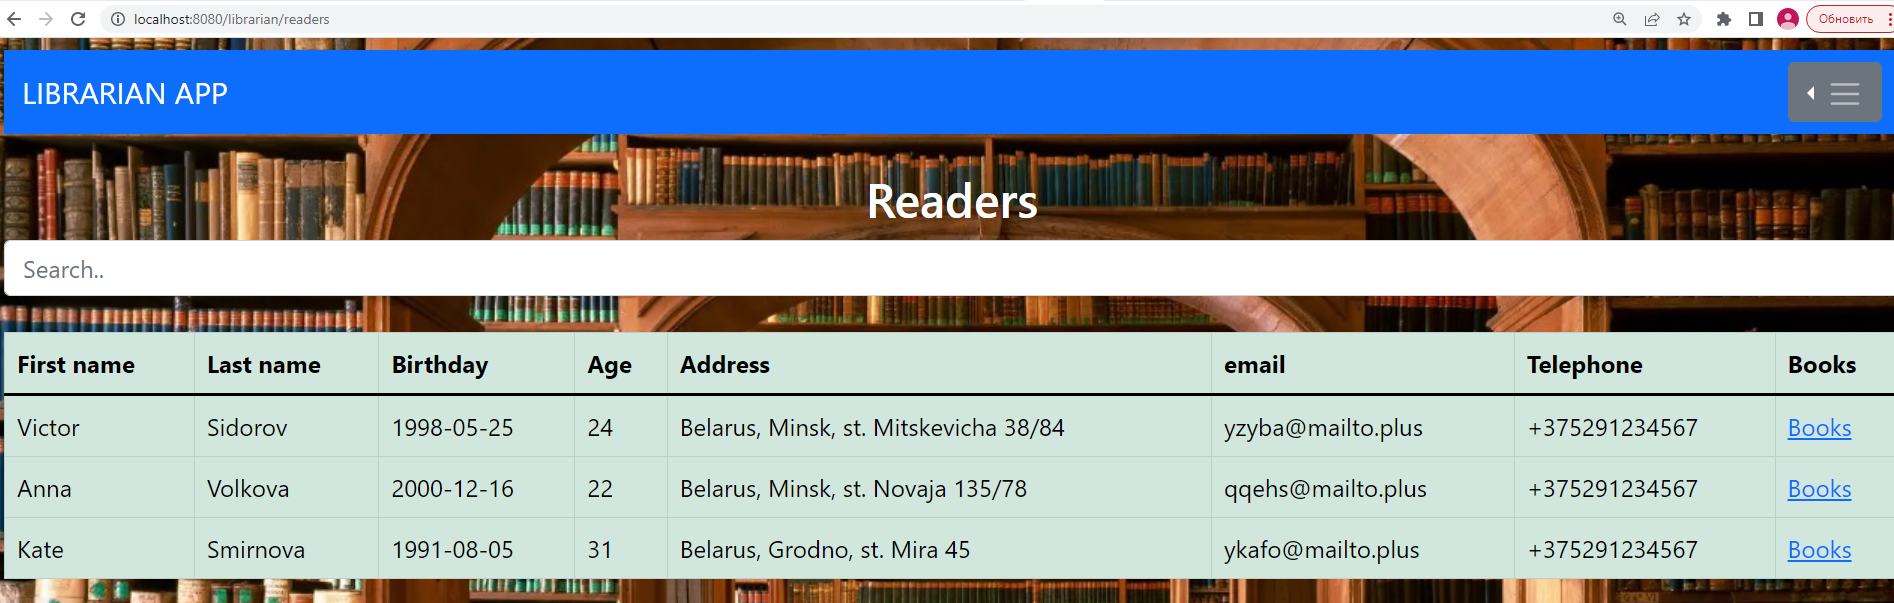 localhost:8080/librarian/readers
Обновить
LIBRARIAN APP
Readers
Search..
First name Last name Birthday Age Address email Telephone Books
Victor Sidorov 1998-05-25 24 Belarus, Minsk, st. Mitskevicha 38/84 yzyba@mailto.plus +375291234567 Books
Anna Volkova 2000-12-16 22 Belarus, Minsk, st. Novaja 135/78 qqehs@mailto.plus +375291234567 Books
Kate Smirnova 1991-08-05 31 Belarus, Grodno, st. Mira 45 ykafo@mailto.plus +375291234567 Books